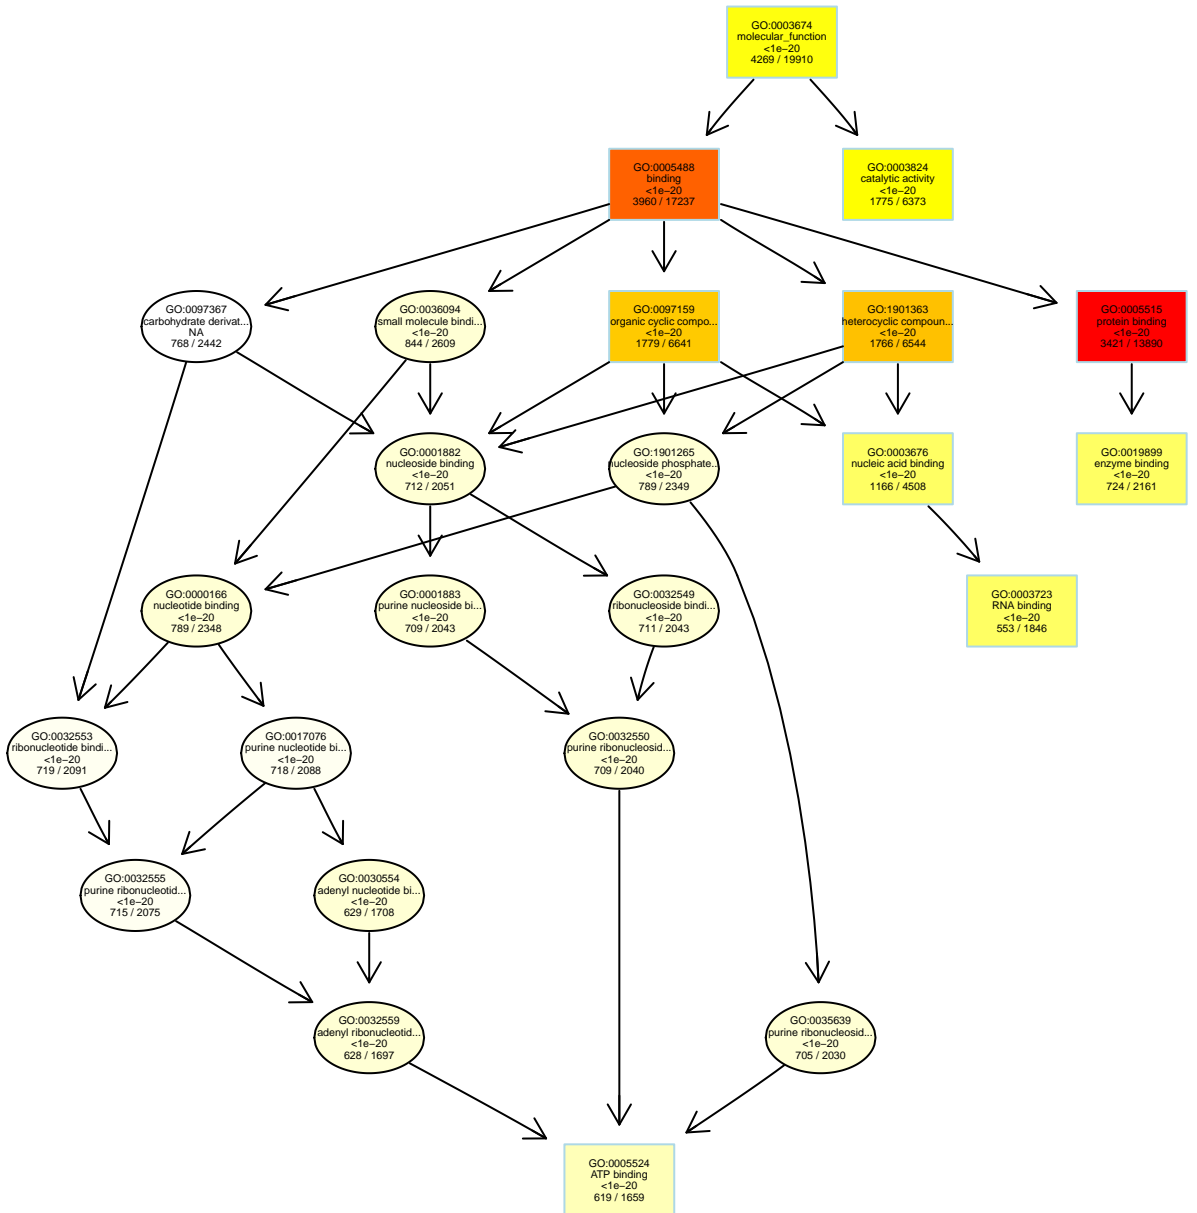 GO:0003674
molecular_function
<1e−20
4269 / 19910
GO:0005488
binding
<1e−20
3960 / 17237
GO:0003824
catalytic activity
<1e−20
1775 / 6373
GO:0097367
carbohydrate derivat...
NA
768 / 2442
GO:0036094
small molecule bindi...
<1e−20
844 / 2609
GO:0097159
organic cyclic compo...
<1e−20
1779 / 6641
GO:1901363
heterocyclic compoun...
<1e−20
1766 / 6544
GO:0005515
protein binding
<1e−20
3421 / 13890
GO:0001882
nucleoside binding
<1e−20
712 / 2051
GO:1901265
nucleoside phosphate...
<1e−20
789 / 2349
GO:0003676
nucleic acid binding
<1e−20
1166 / 4508
GO:0019899
enzyme binding
<1e−20
724 / 2161
GO:0000166
nucleotide binding
<1e−20
789 / 2348
GO:0001883
purine nucleoside bi...
<1e−20
709 / 2043
GO:0032549
ribonucleoside bindi...
<1e−20
711 / 2043
GO:0003723
RNA binding
<1e−20
553 / 1846
GO:0032553
ribonucleotide bindi...
<1e−20
719 / 2091
GO:0017076
purine nucleotide bi...
<1e−20
718 / 2088
GO:0032550
purine ribonucleosid...
<1e−20
709 / 2040
GO:0032555
purine ribonucleotid...
<1e−20
715 / 2075
GO:0030554
adenyl nucleotide bi...
<1e−20
629 / 1708
GO:0032559
adenyl ribonucleotid...
<1e−20
628 / 1697
GO:0035639
purine ribonucleosid...
<1e−20
705 / 2030
GO:0005524
ATP binding
<1e−20
619 / 1659